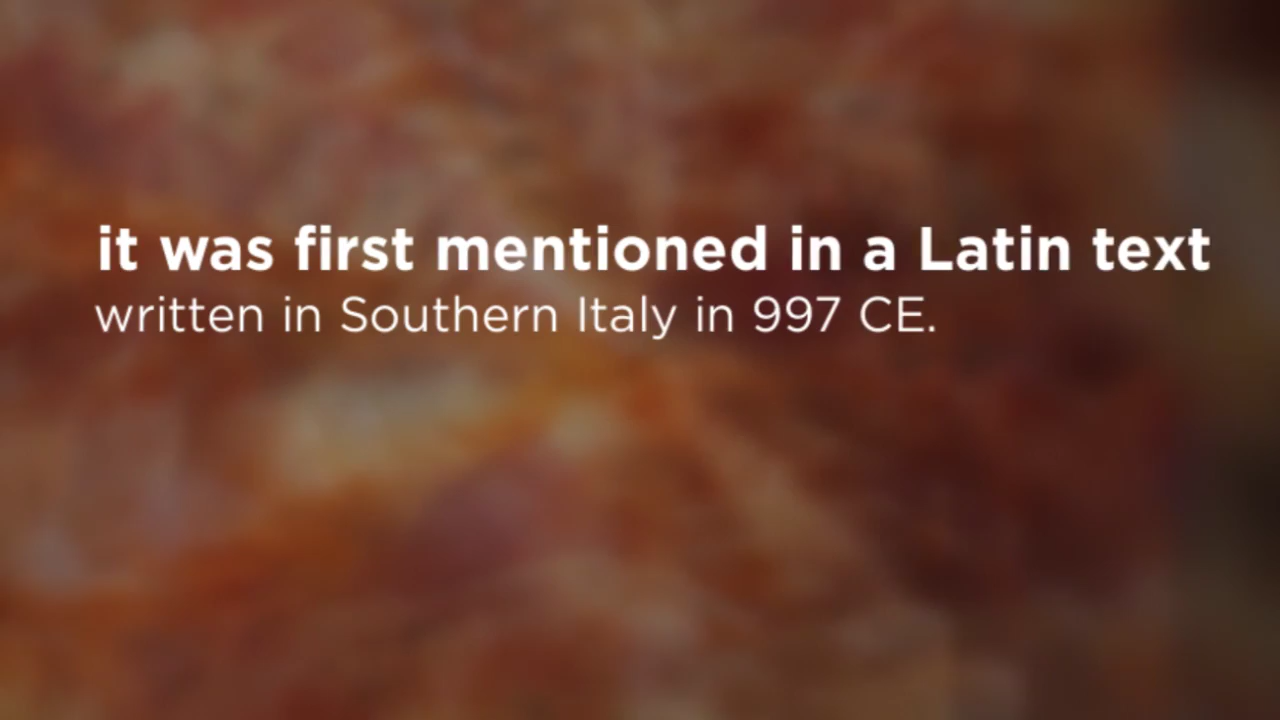 it was first mentioned in a Latin text
written in Southern Italy in 997 CE.